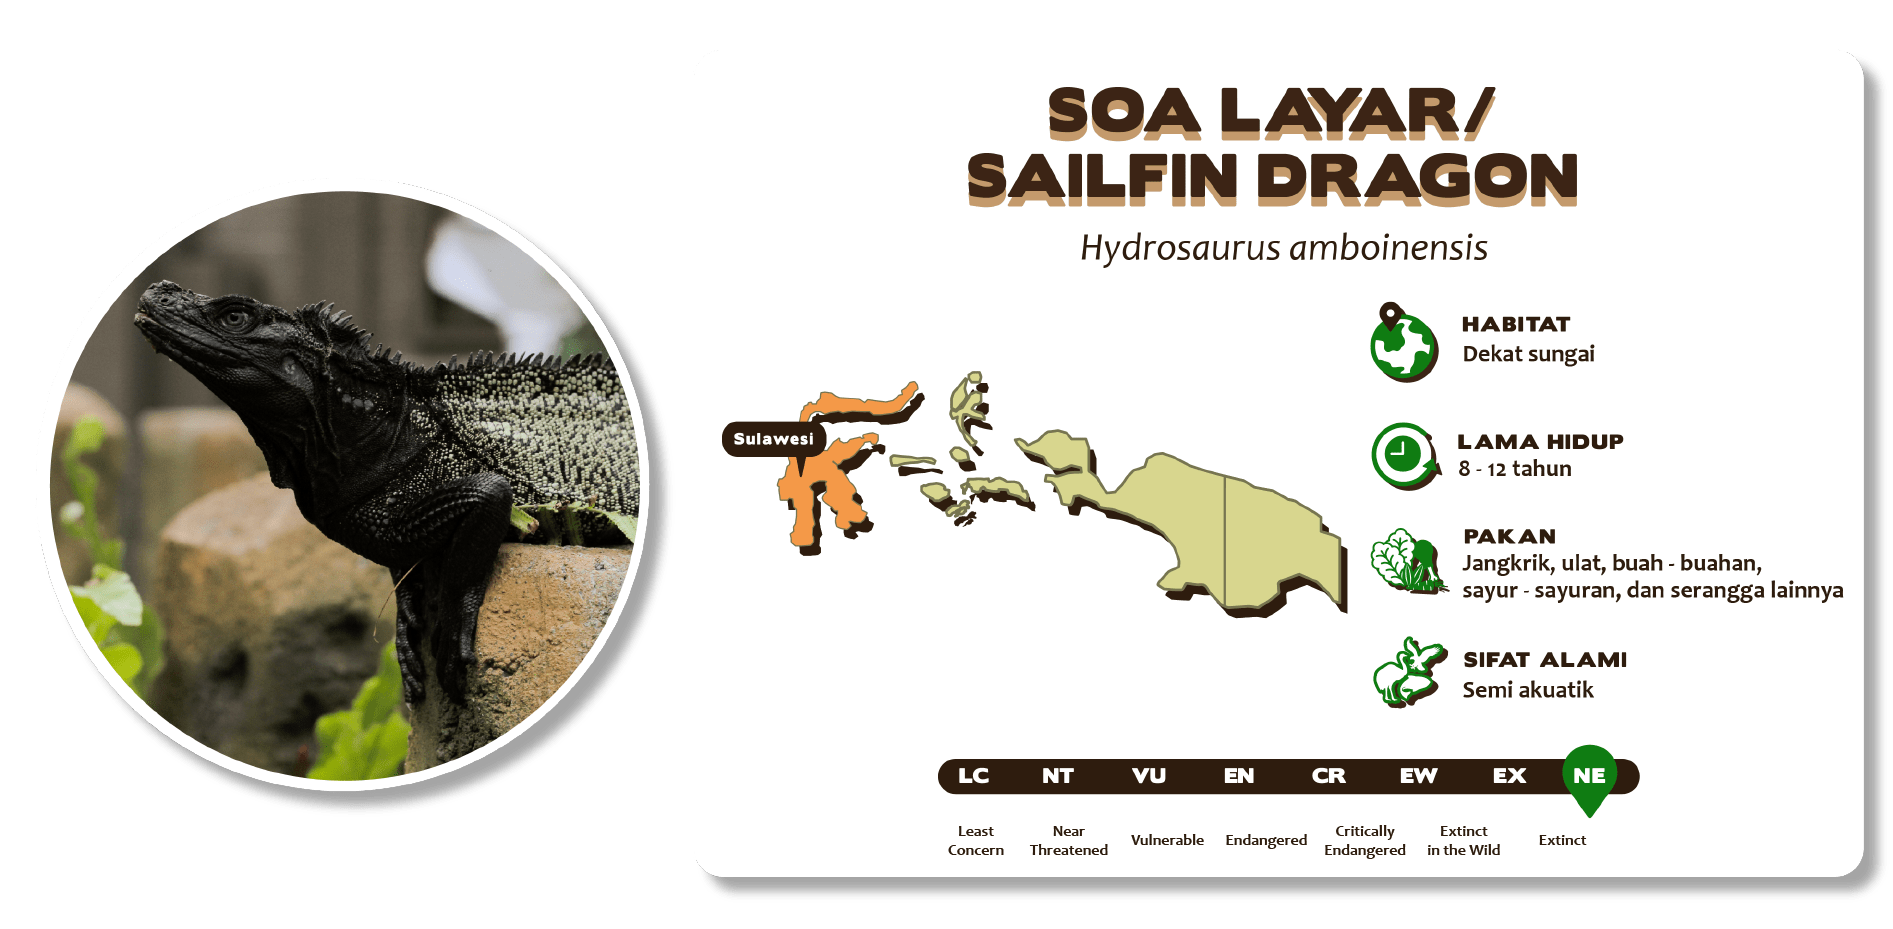 SOA LAYAR/
SAILFIN DRAGON
Hydrosaurus amboinensis
HABITAT
Dekat sungai
Sulawesi
LAMA HIDUP
8 - 12 tahun
PAKAN
Jangkrik, ulat, buah - buahan,
sayur - sayuran, dan serangga lainnya
SIFAT ALAMI
Semi akuatik
LC NT VU EN CR EW EX NE
Least Concern
Near Threatened
Vulnerable
Endangered
Critically Endangered
Extinct in the Wild
Extinct